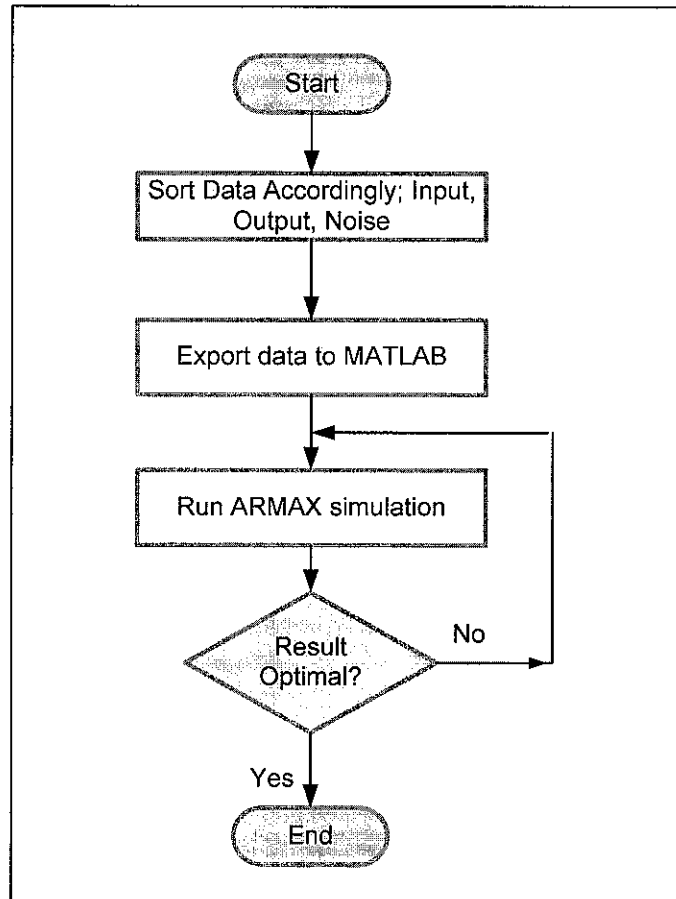 Start
Sort Data Accordingly; Input,
Output, Noise
Export data to MATLAB
Run ARMAX simulation
Result
Optimal?
No
Yes
End